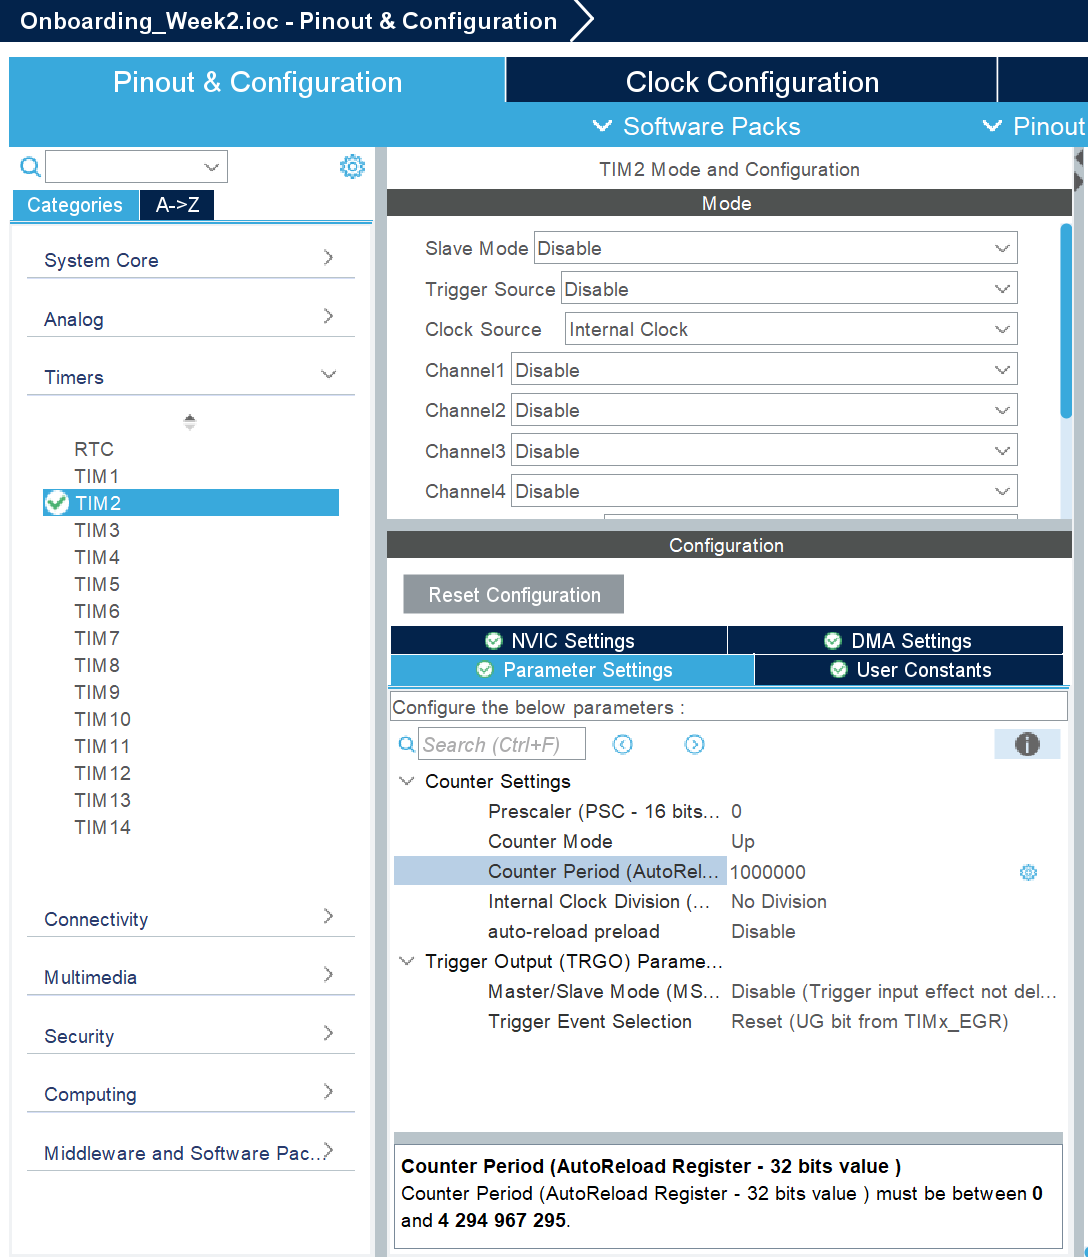 Onboarding_Week2.ioc - Pinout & Configuration
Pinout & Configuration
Clock Configuration
Software Packs
Pinout
Categories
A->Z
System Core
Analog
Timers
RTC
TIM1
TIM2
TIM3
TIM4
TIM5
TIM6
TIM7
TIM8
TIM9
TIM10
TIM11
TIM12
TIM13
TIM14
Connectivity
Multimedia
Security
Computing
Middleware and Software Pac...
TIM2 Mode and Configuration
Mode
Slave Mode Disable
Trigger Source Disable
Clock Source Internal Clock
Channel1 Disable
Channel2 Disable
Channel3 Disable
Channel4 Disable
Configuration
Reset Configuration
NVIC Settings
DMA Settings
Parameter Settings
User Constants
Configure the below parameters :
Search (Ctrl+F)
Counter Settings
Prescaler (PSC - 16 bits... 0
Counter Mode Up
Counter Period (AutoRel... 1000000
Internal Clock Division (... No Division
auto-reload preload Disable
Trigger Output (TRGO) Parame...
Master/Slave Mode (MS... Disable (Trigger input effect not del...
Trigger Event Selection Reset (UG bit from TIMx_EGR)
Counter Period (AutoReload Register - 32 bits value )
Counter Period (AutoReload Register - 32 bits value ) must be between 0
and 4 294 967 295.